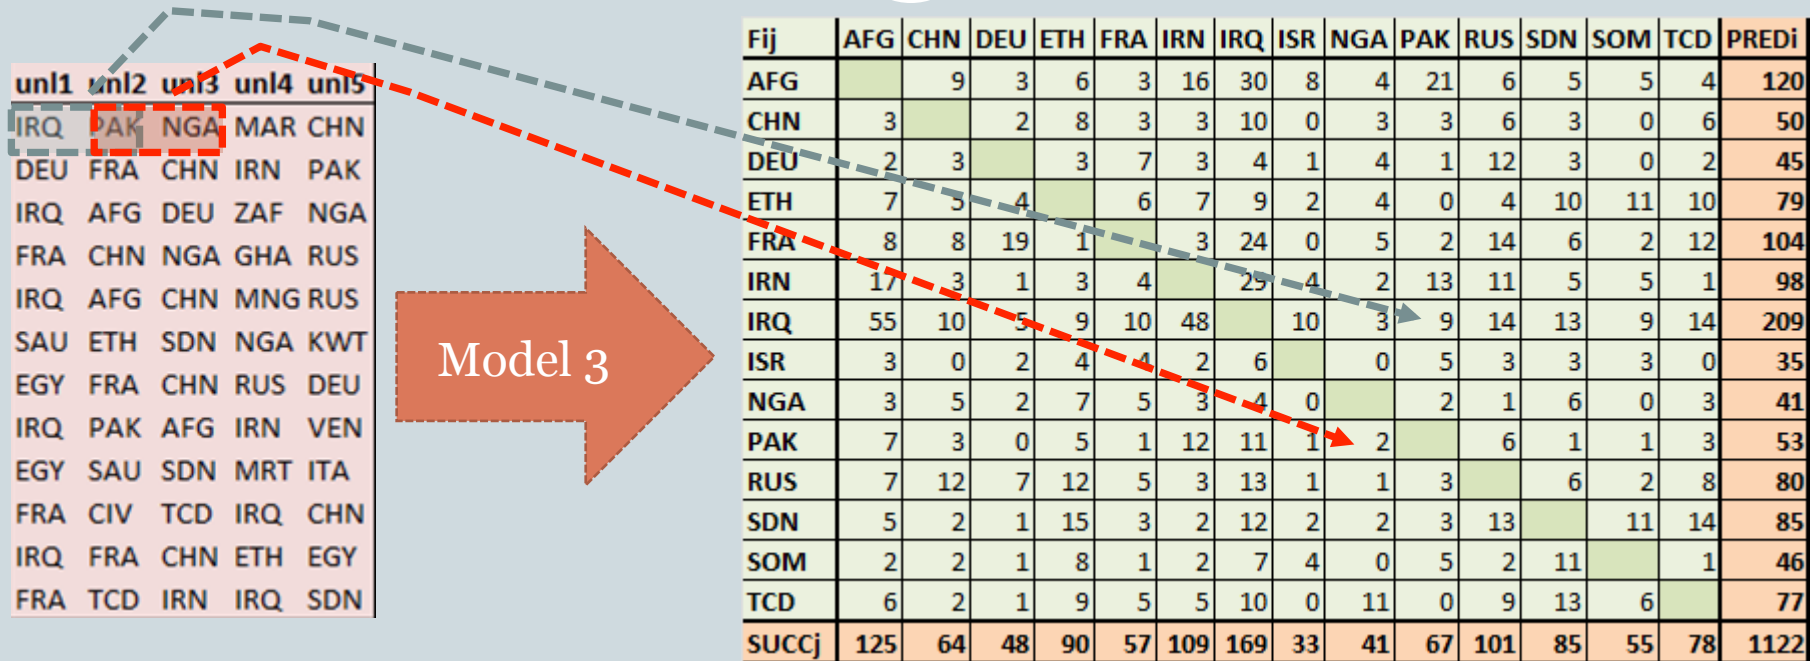 unl1 unl2 unl3 unl4 unl5
IRQ PAK NGA MAR CHN
DEU FRA CHN IRN PAK
IRQ AFG DEU ZAF NGA
FRA CHN NGA GHA RUS
IRQ AFG CHN MNG RUS
SAU ETH SDN NGA KWT
EGY FRA CHN RUS DEU
IRQ PAK AFG IRN VEN
EGY SAU SDN MRT ITA
FRA CIV TCD IRQ CHN
IRQ FRA CHN ETH EGY
FRA TCD IRN IRQ SDN
Model 3
Fij AFG CHN DEU ETH FRA IRN IRQ ISR NGA PAK RUS SDN SOM TCD PREDi
AFG 9 3 6 3 16 30 8 4 21 6 5 5 4 120
CHN 3 2 8 3 3 10 0 3 3 6 3 0 6 50
DEU 2 3 3 7 3 4 1 4 1 12 3 0 2 45
ETH 7 5 4 6 7 9 2 4 0 4 10 11 10 79
FRA 8 8 19 1 3 24 0 5 2 14 6 2 12 104
IRN 17 3 1 3 4 29 4 2 13 11 5 5 1 98
IRQ 55 10 5 9 10 48 10 3 9 14 13 9 14 209
ISR 3 0 2 4 4 2 6 0 5 3 3 3 0 35
NGA 3 5 2 7 5 3 4 0 2 1 6 0 3 41
PAK 7 3 0 5 1 12 11 1 2 6 1 1 3 53
RUS 7 12 7 12 5 3 13 1 1 3 6 2 8 80
SDN 5 2 1 15 3 2 12 2 2 3 13 11 14 85
SOM 2 2 1 8 1 2 7 4 0 5 2 11 1 46
TCD 6 2 1 9 5 5 10 0 11 0 9 13 6 77
SUCCj 125 64 48 90 57 109 169 33 41 67 101 85 55 78 1122